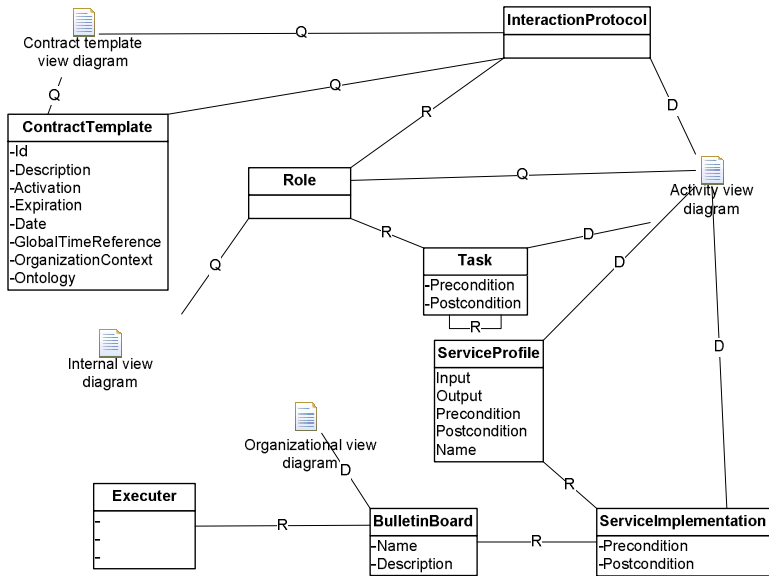 InteractionProtocol
Q
Contract template
view diagram
Q
Q
D
R
ContractTemplate
-Id
-Description
-Activation
-Expiration
-Date
-GlobalTimeReference
-OrganizationContext
-Ontology
Role
Q
Activity view
diagram
R
D
Q
D
Task
-Precondition
-Postcondition
R
D
Internal view
diagram
ServiceProfile
Input
Output
Precondition
Postcondition
Name
Organizational view
diagram
D
R
Executer
-
-
-
R
BulletinBoard
-Name
-Description
R
ServiceImplementation
-Precondition
-Postcondition